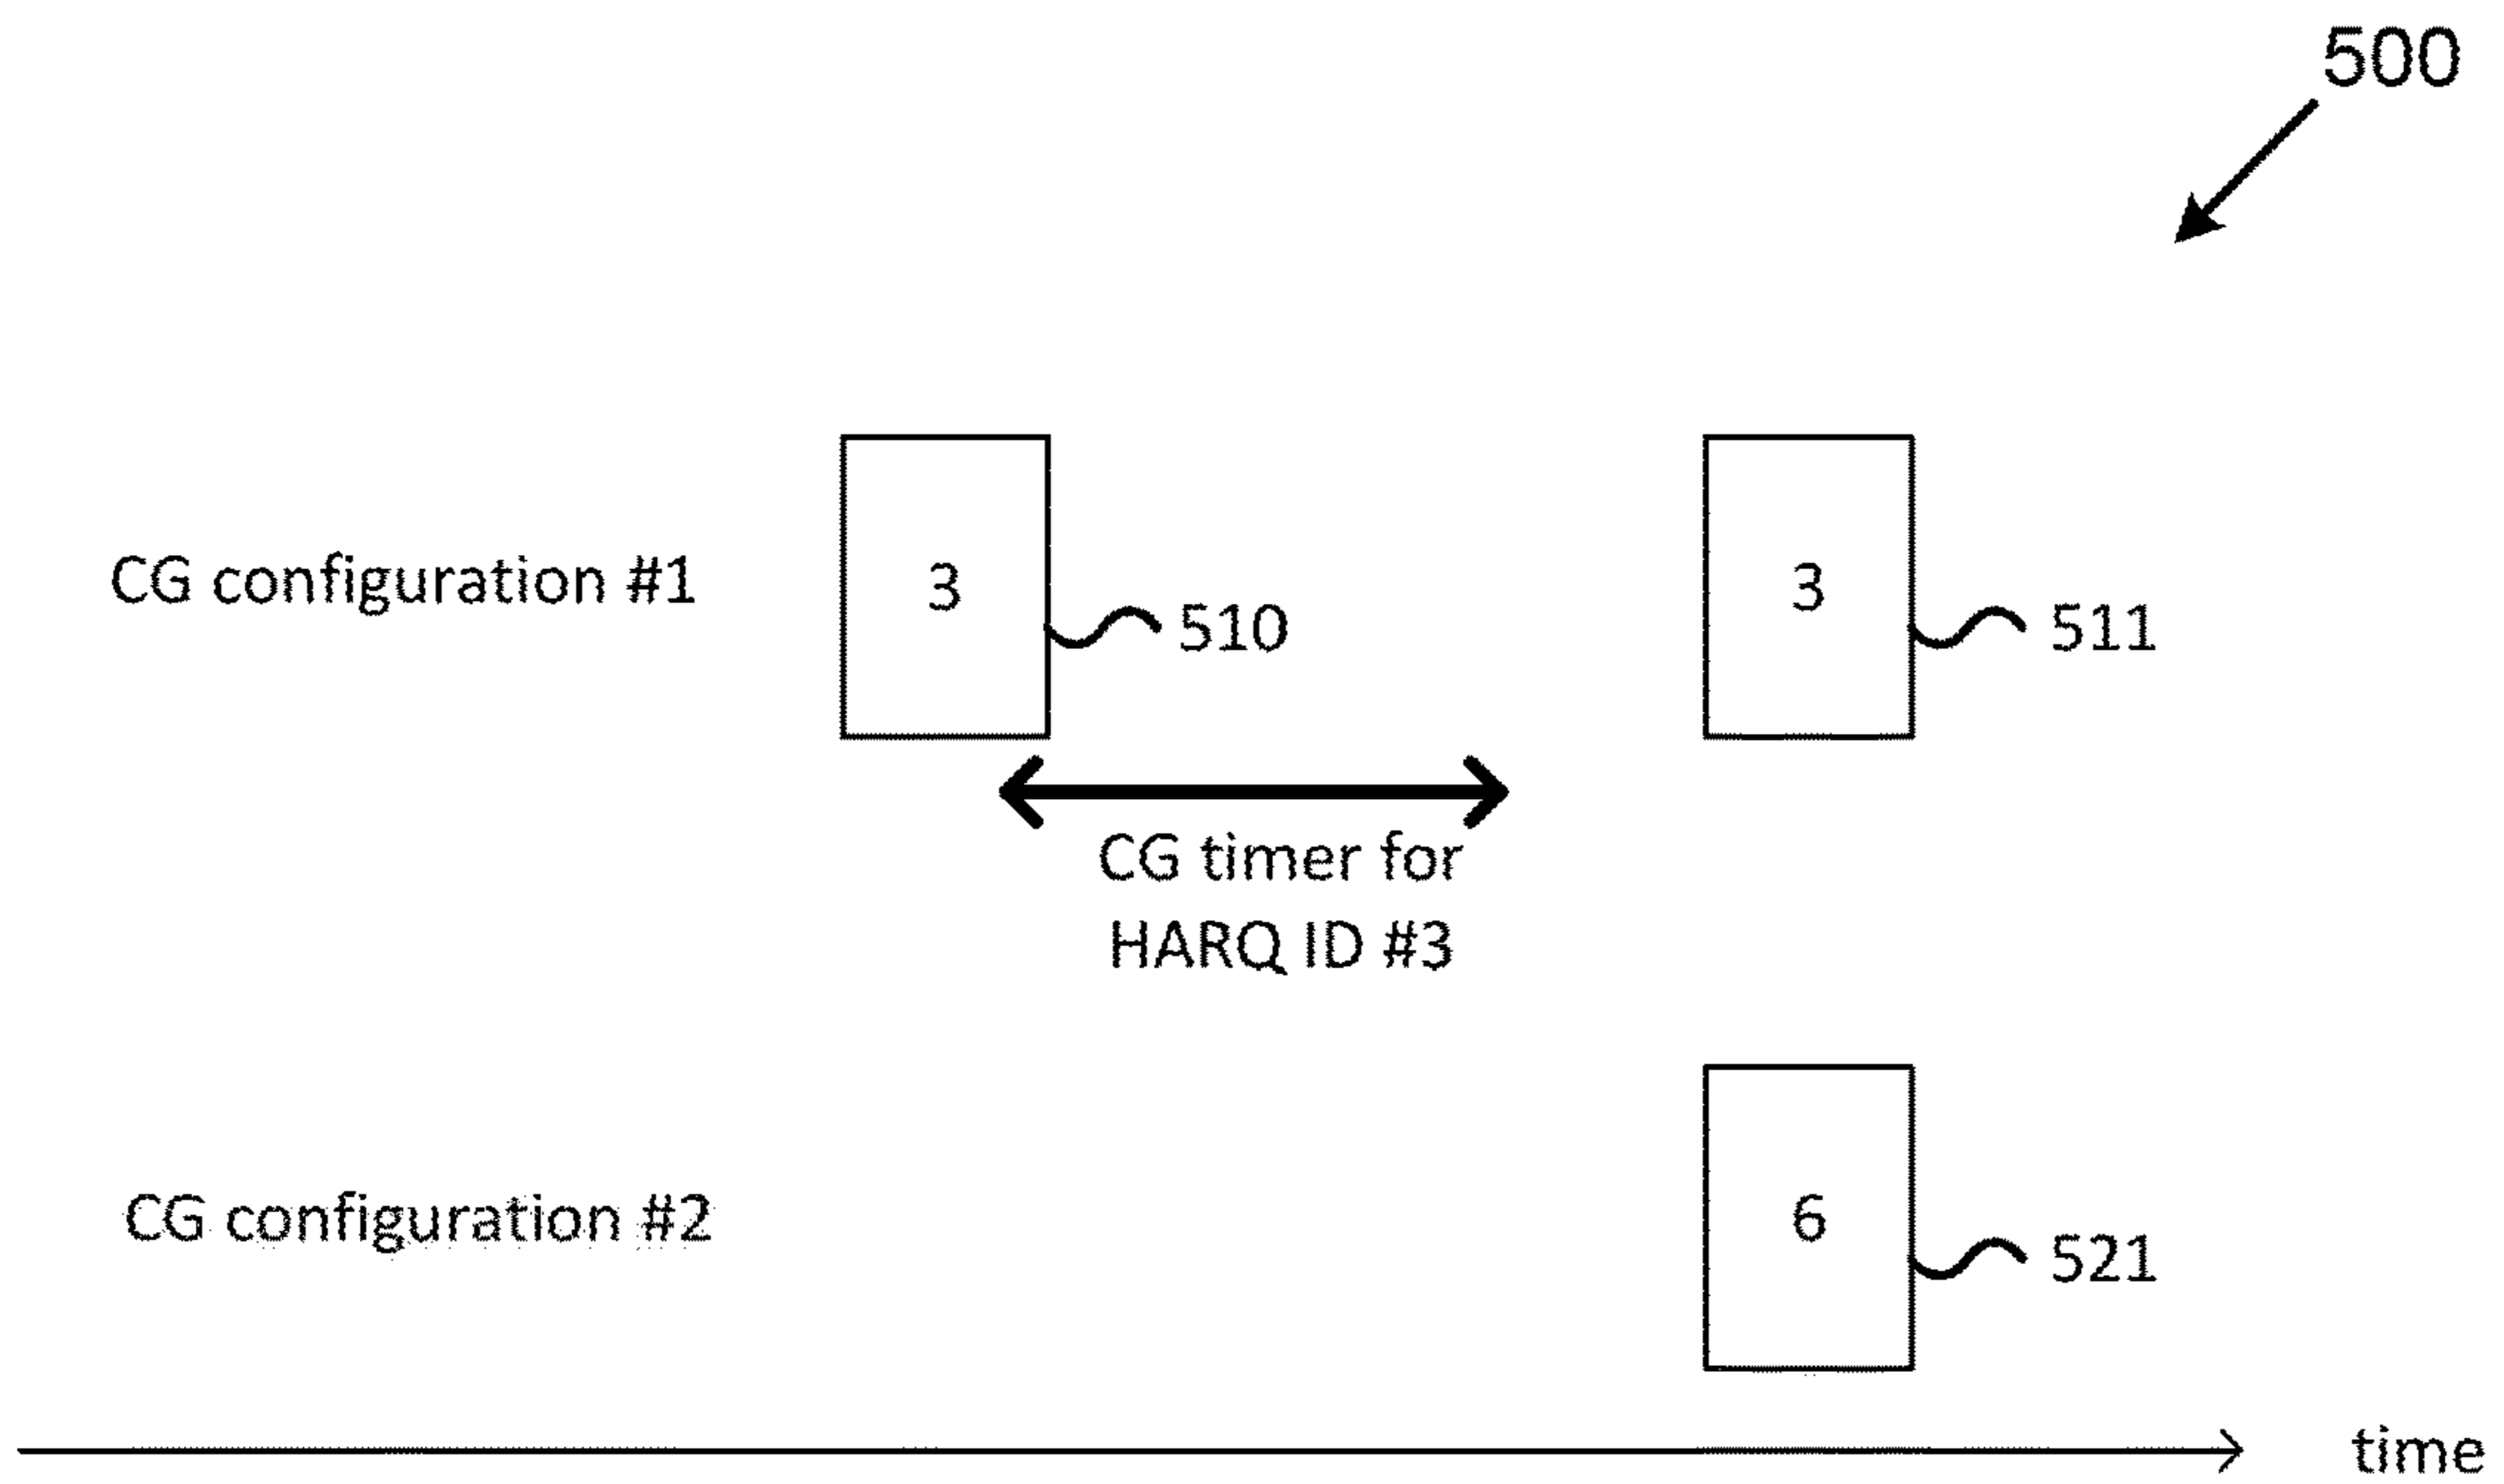 500
3
3
CG configuration #1
510
511
CG timer for
HARQ ID #3
6
CG configuration #2
521
time